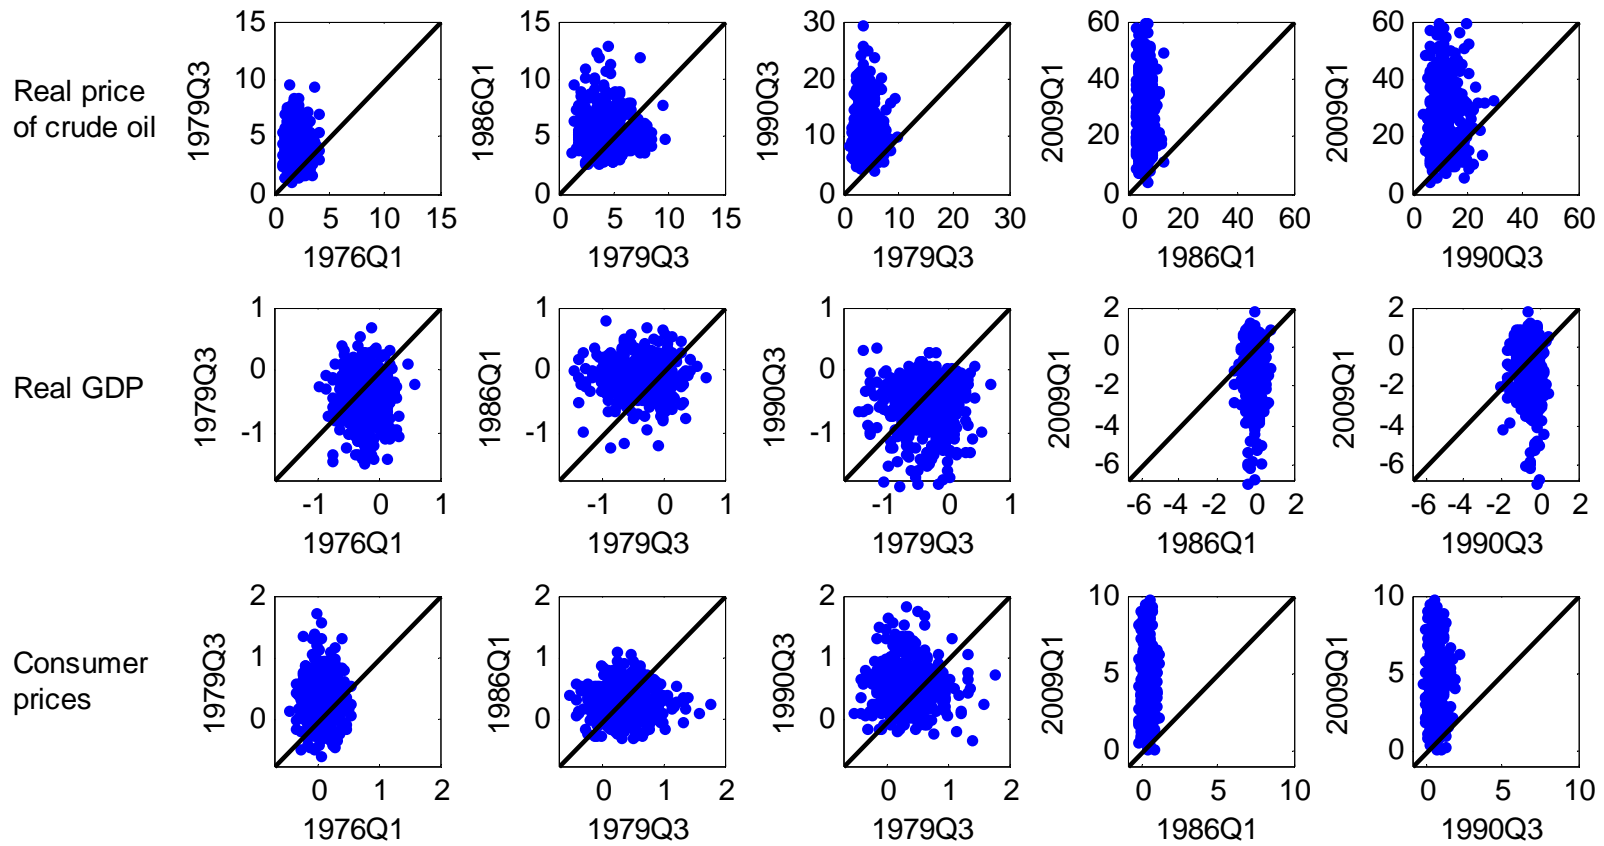 15
10
5
0
0 5 10 15
1979Q3
1976Q1
15
10
5
0
0 5 10 15
1986Q1
1979Q3
30
20
10
0
0 10 20 30
1990Q3
1979Q3
60
40
20
0
0 20 40 60
2009Q1
1986Q1
60
40
20
0
0 20 40 60
2009Q1
1990Q3
Real price
of crude oil
1
0
-1
-1 0 1
1979Q3
1976Q1
1
0
-1
-1 0 1
1986Q1
1979Q3
1
0
-1
-1 0 1
1990Q3
1979Q3
2
0
-2
-4
-6
-6 -4 -2 0 2
2009Q1
1986Q1
2
0
-2
-4
-6
-6 -4 -2 0 2
2009Q1
1990Q3
Real GDP
2
1
0
0 1 2
1979Q3
1976Q1
2
1
0
0 1 2
1986Q1
1979Q3
2
1
0
0 1 2
1990Q3
1979Q3
10
5
0
0 5 10
2009Q1
1986Q1
10
5
0
0 5 10
2009Q1
1990Q3
Consumer
prices